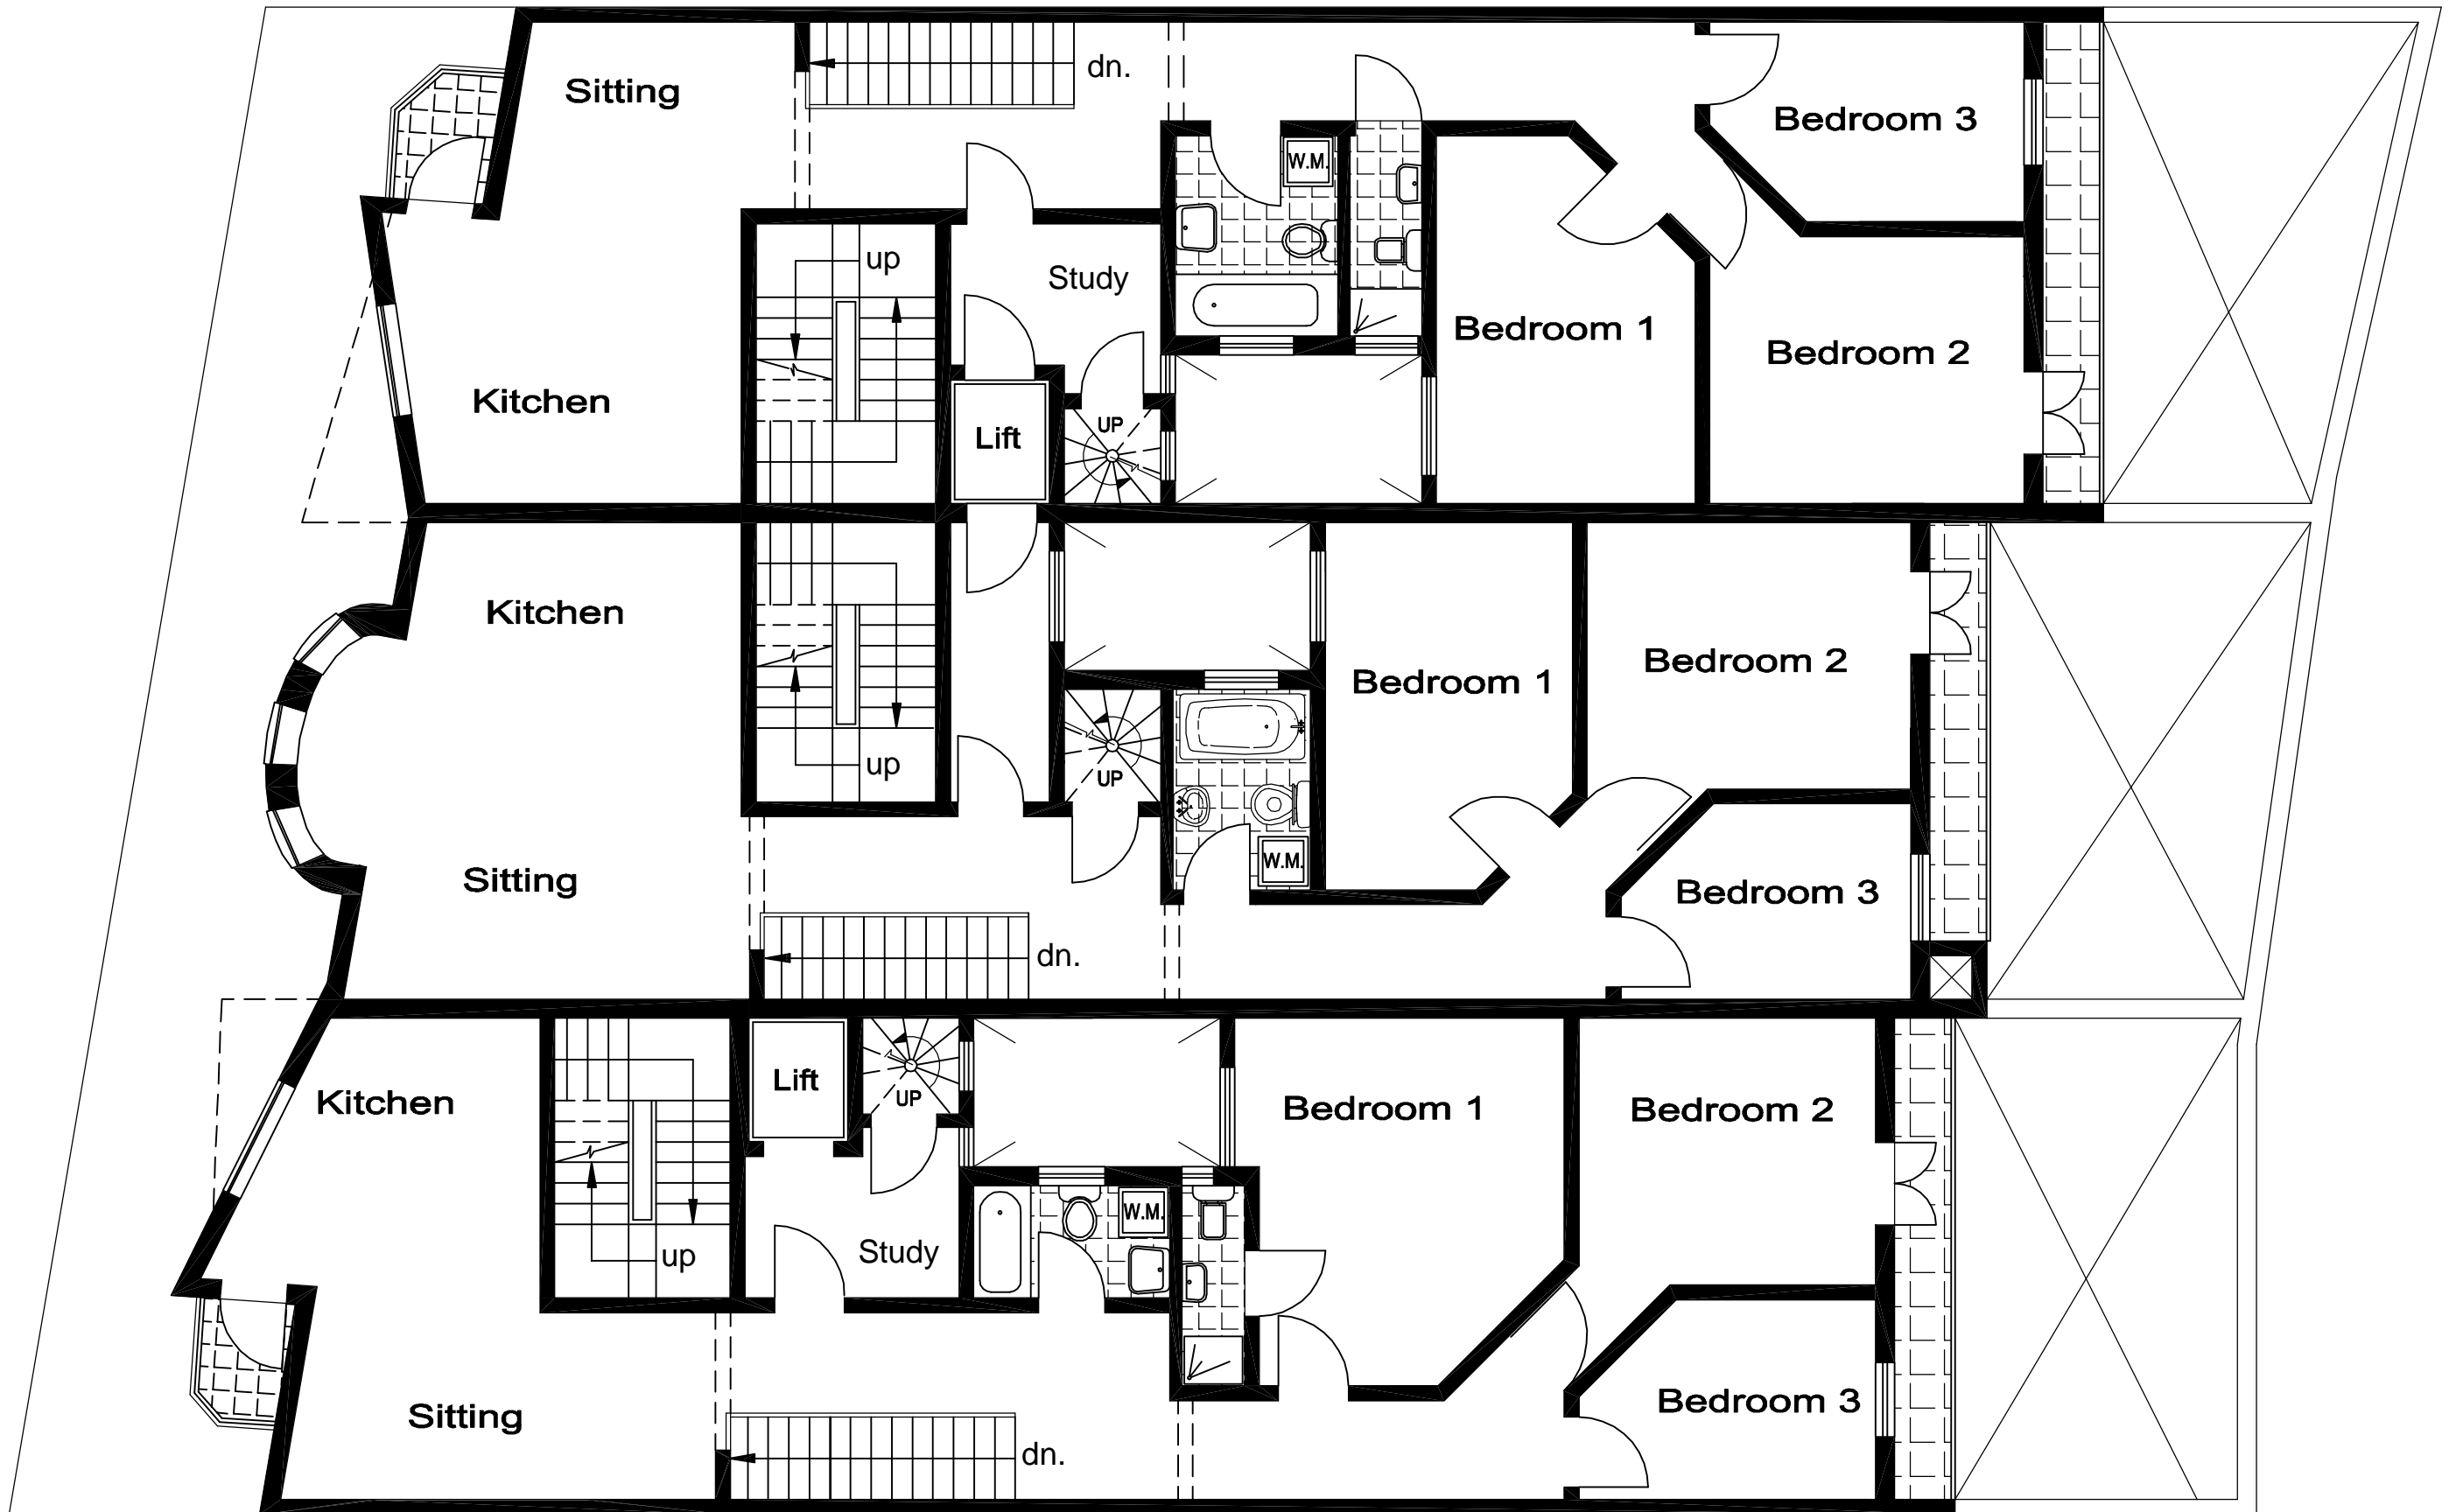 Sitting
dn.
Bedroom 3
W.M.
up
Study
Bedroom 1
Bedroom 2
Kitchen
Lift
UP
Kitchen
Bedroom 1
Bedroom 2
up
UP
W.M.
Sitting
Bedroom 3
dn.
Kitchen
Lift
UP
Bedroom 1
Bedroom 2
W.M.
up
Study
Sitting
Bedroom 3
dn.